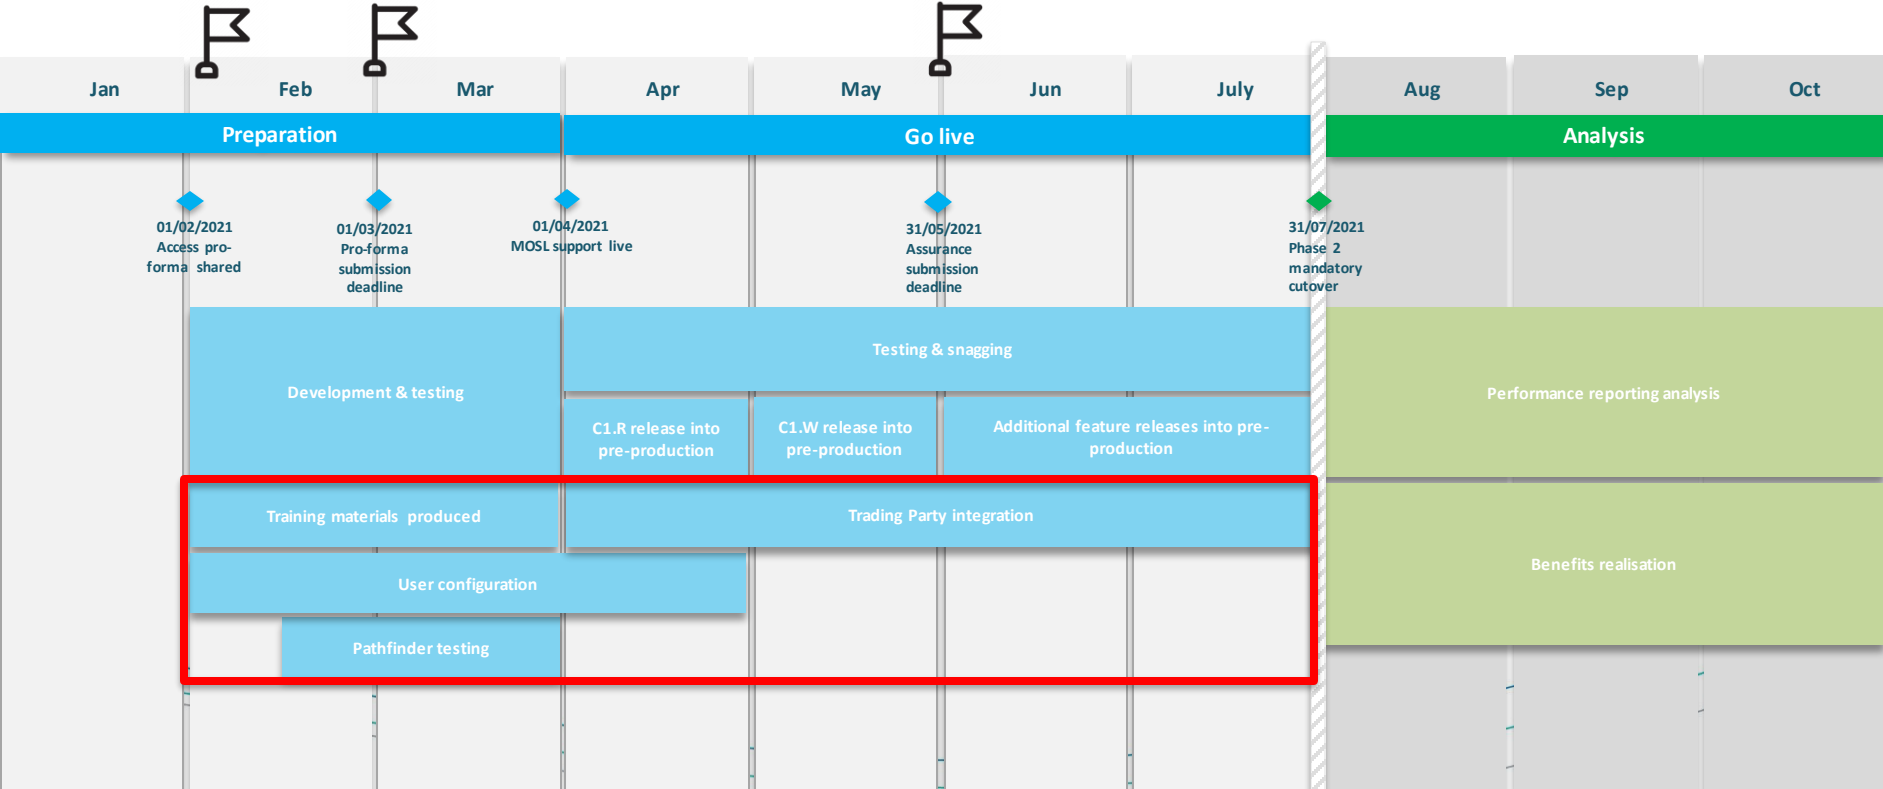 Jan
Feb
Mar
Apr
May
Jun
July
Aug
Sep
Oct
Preparation
Go live
Analysis
01/02/2021
Access pro-
forma shared
01/03/2021
Pro-forma
submission
deadline
01/04/2021
MOSL support live
31/05/2021
Assurance
submission
deadline
31/07/2021
Phase 2
mandatory
cutover
Development & testing
Testing & snagging
C1.R release into
pre-production
C1.W release into
pre-production
Additional feature releases into pre-
production
Performance reporting analysis
Training materials produced
Trading Party integration
User configuration
Pathfinder testing
Benefits realisation